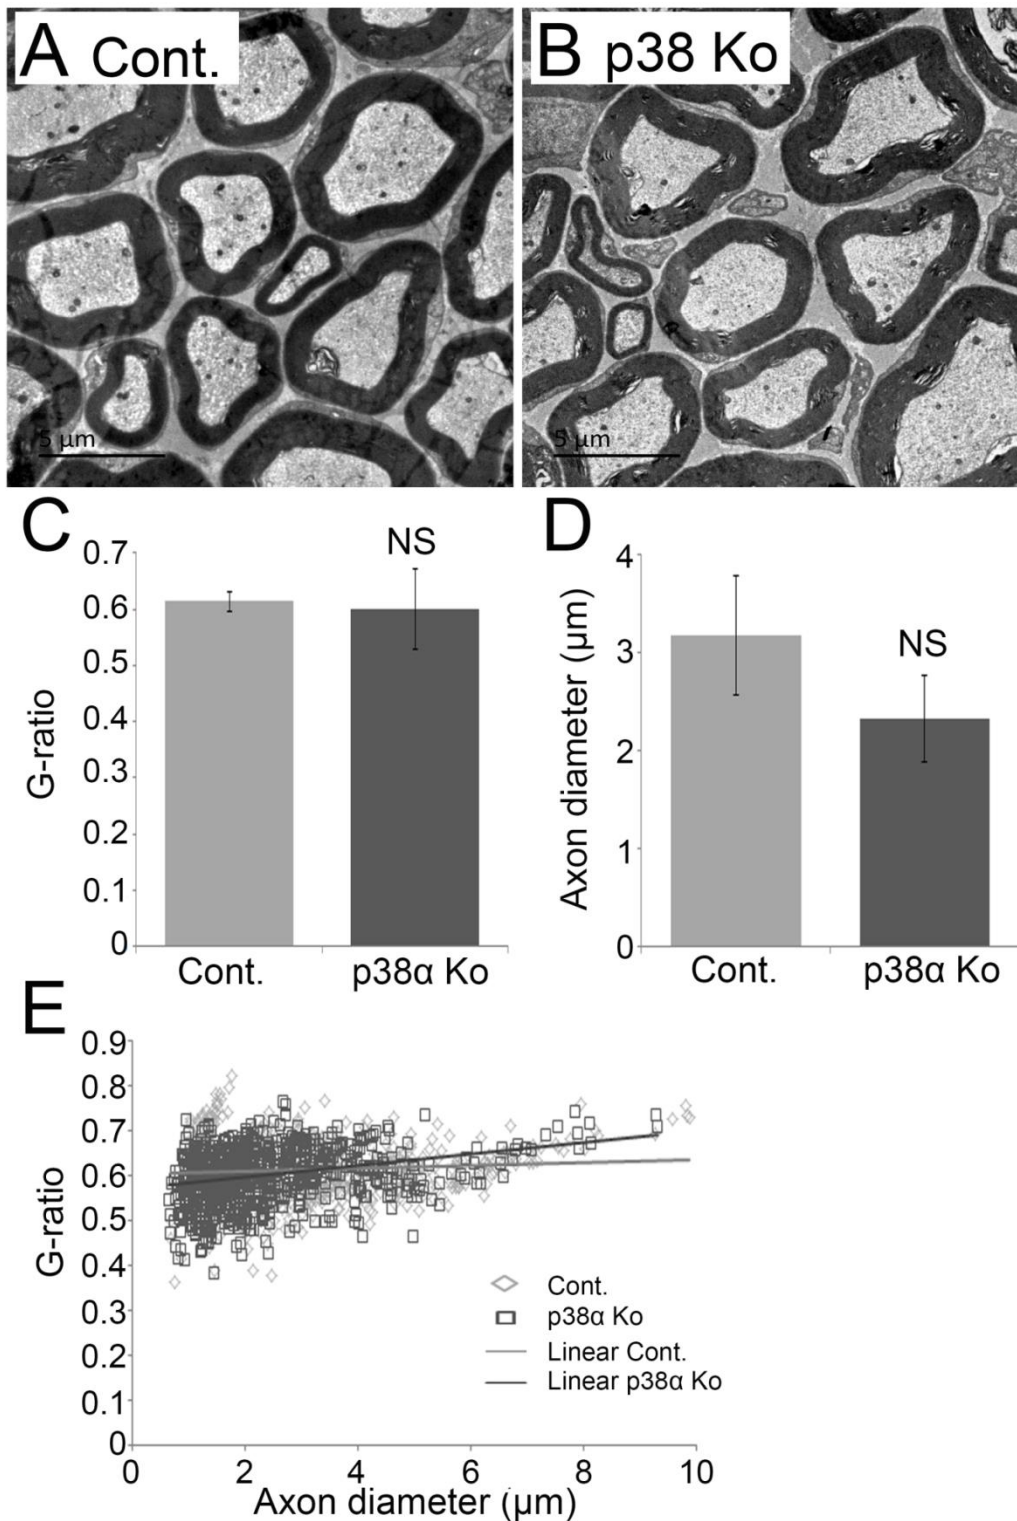 A Cont.
B p38 Ko
5 µm
5 µm
C
NS
0.7
0.6
0.5
0.4
0.3
0.2
0.1
0
G-ratio
Cont.
p38α Ko
D
NS
4
3
2
1
0
Axon diameter (µm)
Cont.
p38α Ko
E
0.9
0.8
0.7
0.6
0.5
0.4
0.3
0.2
0.1
0
G-ratio
Cont.
p38α Ko
Linear Cont.
Linear p38α Ko
0 2 4 6 8 10
Axon diameter (µm)